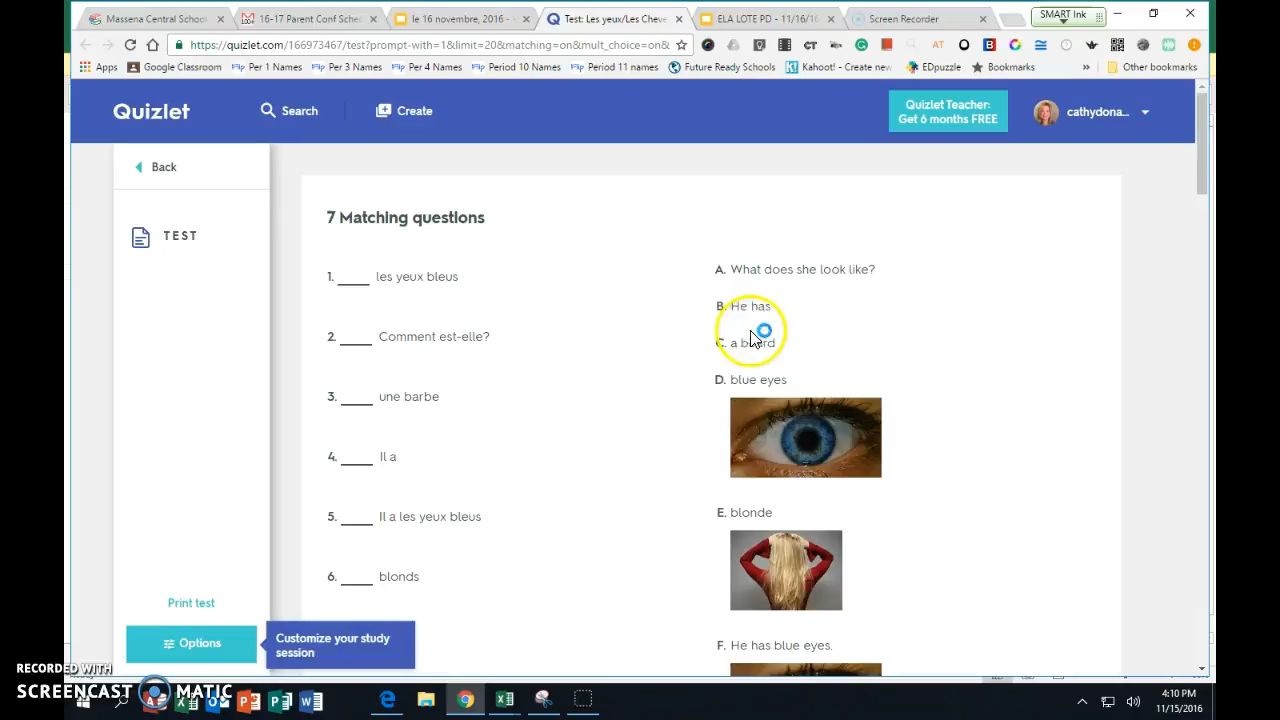 Massena Central School
16-17 Parent Conf Sche
le 16 novembre, 2016 -
Test: Les yeux/Les Cheve
ELA LOTE PD - 11/16/16
Screen Recorder
SMART Ink
https://quizlet.com/166973467/test?prompt-with=1&limit=20&matching=on&mult_choice=on&
Apps
Google Classroom
Flip Per 1 Names
Flip Per 3 Names
Flip Per 4 Names
Flip Period 10 Names
Flip Period 11 names
Future Ready Schools
Kahoot! - Create new
EDpuzzle
Bookmarks
»
Other bookmarks
Quizlet
Search
Create
Quizlet Teacher:
Get 6 months FREE
cathydona...
Back
TEST
7 Matching questions
1. ____ les yeux bleus
2. ____ Comment est-elle?
3. ____ une barbe
4. ____ Il a
5. ____ Il a les yeux bleus
6. ____ blonds
A. What does she look like?
B. He has
C. a beard
D. blue eyes
E. blonde
F. He has blue eyes.
Print test
Options
Customize your study
session
RECORDED WITH
SCREENCAST MATIC
4:10 PM
11/15/2016